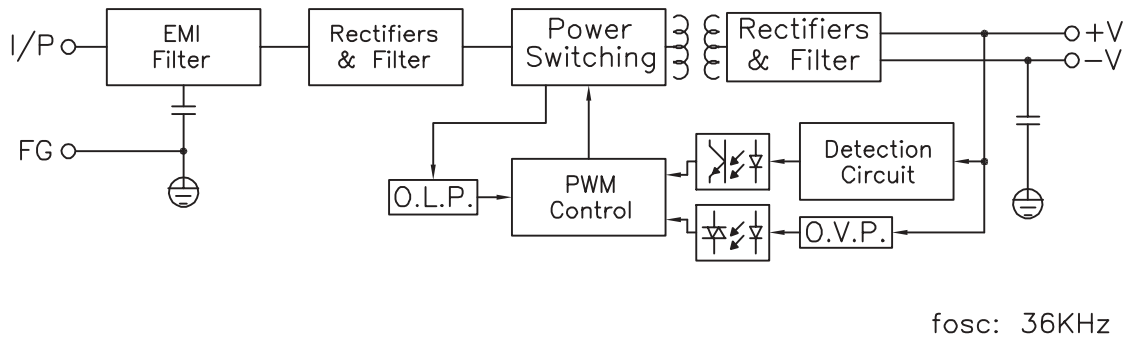 I/P
EMI
Filter
Rectifiers
& Filter
Power
Switching
Rectifiers
& Filter
+V
-V
FG
O.L.P.
PWM
Control
Detection
Circuit
O.V.P.
fosc: 36KHz